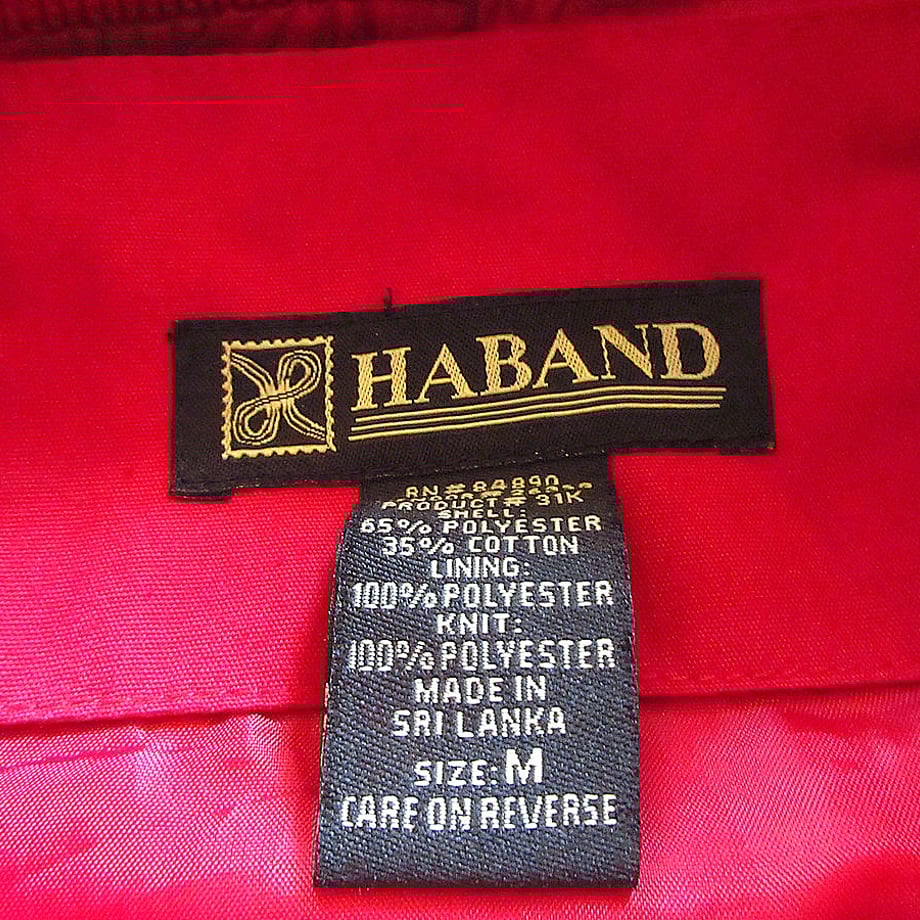 HABAND
RN # 84890
PRODUCT # 31K
SHELL:
65% POLYESTER
35% COTTON
LINING:
100% POLYESTER
KNIT:
100% POLYESTER
MADE IN
SRI LANKA
SIZE: M
CARE ON REVERSE